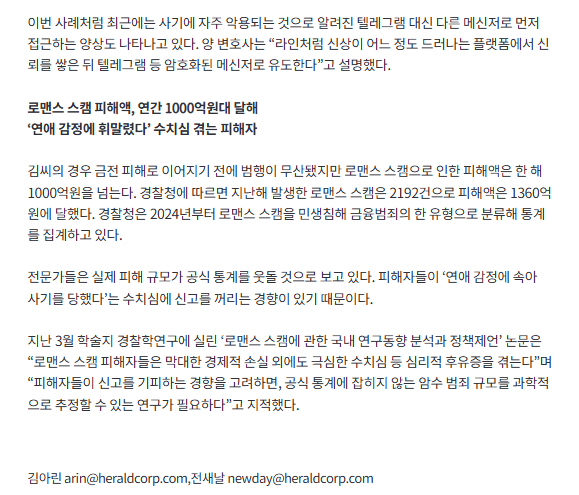 이번 사례처럼 최근에는 사기에 자주 악용되는 것으로 알려진 텔레그램 대신 다른 메신저로 먼저
접근하는 양상도 나타나고 있다. 양 변호사는 “라인처럼 신상이 어느 정도 드러나는 플랫폼에서 신
뢰를 쌓은 뒤 텔레그램 등 암호화된 메신저로 유도한다”고 설명했다.
로맨스 스캠 피해액, 연간 1000억원대 달해
‘연애 감정에 휘말렸다’ 수치심 겪는 피해자
김씨의 경우 금전 피해로 이어지기 전에 범행이 무산됐지만 로맨스 스캠으로 인한 피해액은 한 해
1000억원을 넘는다. 경찰청에 따르면 지난해 발생한 로맨스 스캠은 2192건으로 피해액은 1360억
원에 달했다. 경찰청은 2024년부터 로맨스 스캠을 민생침해 금융범죄의 한 유형으로 분류해 통계
를 집계하고 있다.
전문가들은 실제 피해 규모가 공식 통계를 웃돌 것으로 보고 있다. 피해자들이 ‘연애 감정에 속아
사기를 당했다’는 수치심에 신고를 꺼리는 경향이 있기 때문이다.
지난 3월 학술지 경찰학연구에 실린 ‘로맨스 스캠에 관한 국내 연구동향 분석과 정책제언’ 논문은
“로맨스 스캠 피해자들은 막대한 경제적 손실 외에도 극심한 수치심 등 심리적 후유증을 겪는다”며
“피해자들이 신고를 기피하는 경향을 고려하면, 공식 통계에 잡히지 않는 암수 범죄 규모를 과학적
으로 추정할 수 있는 연구가 필요하다”고 지적했다.
김아린 arin@heraldcorp.com,전새날 newday@heraldcorp.com